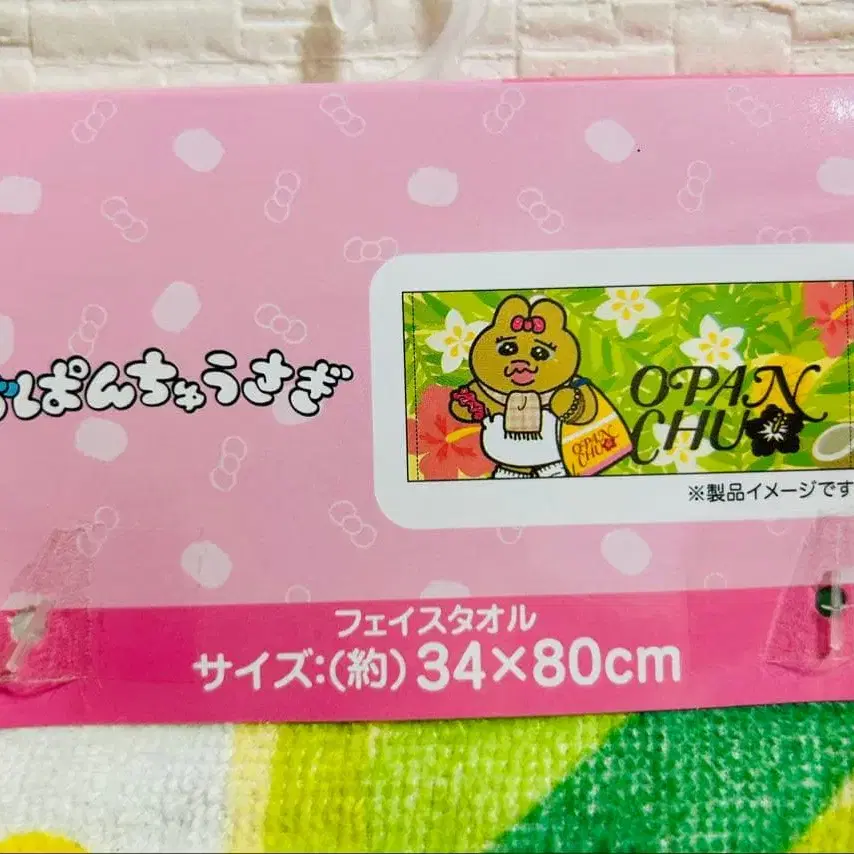 おぱんちゅうさぎ
OPAN
CHU
OPAN
CHU
※製品イメージです
フェイスタオル
サイズ:(約)34×80cm